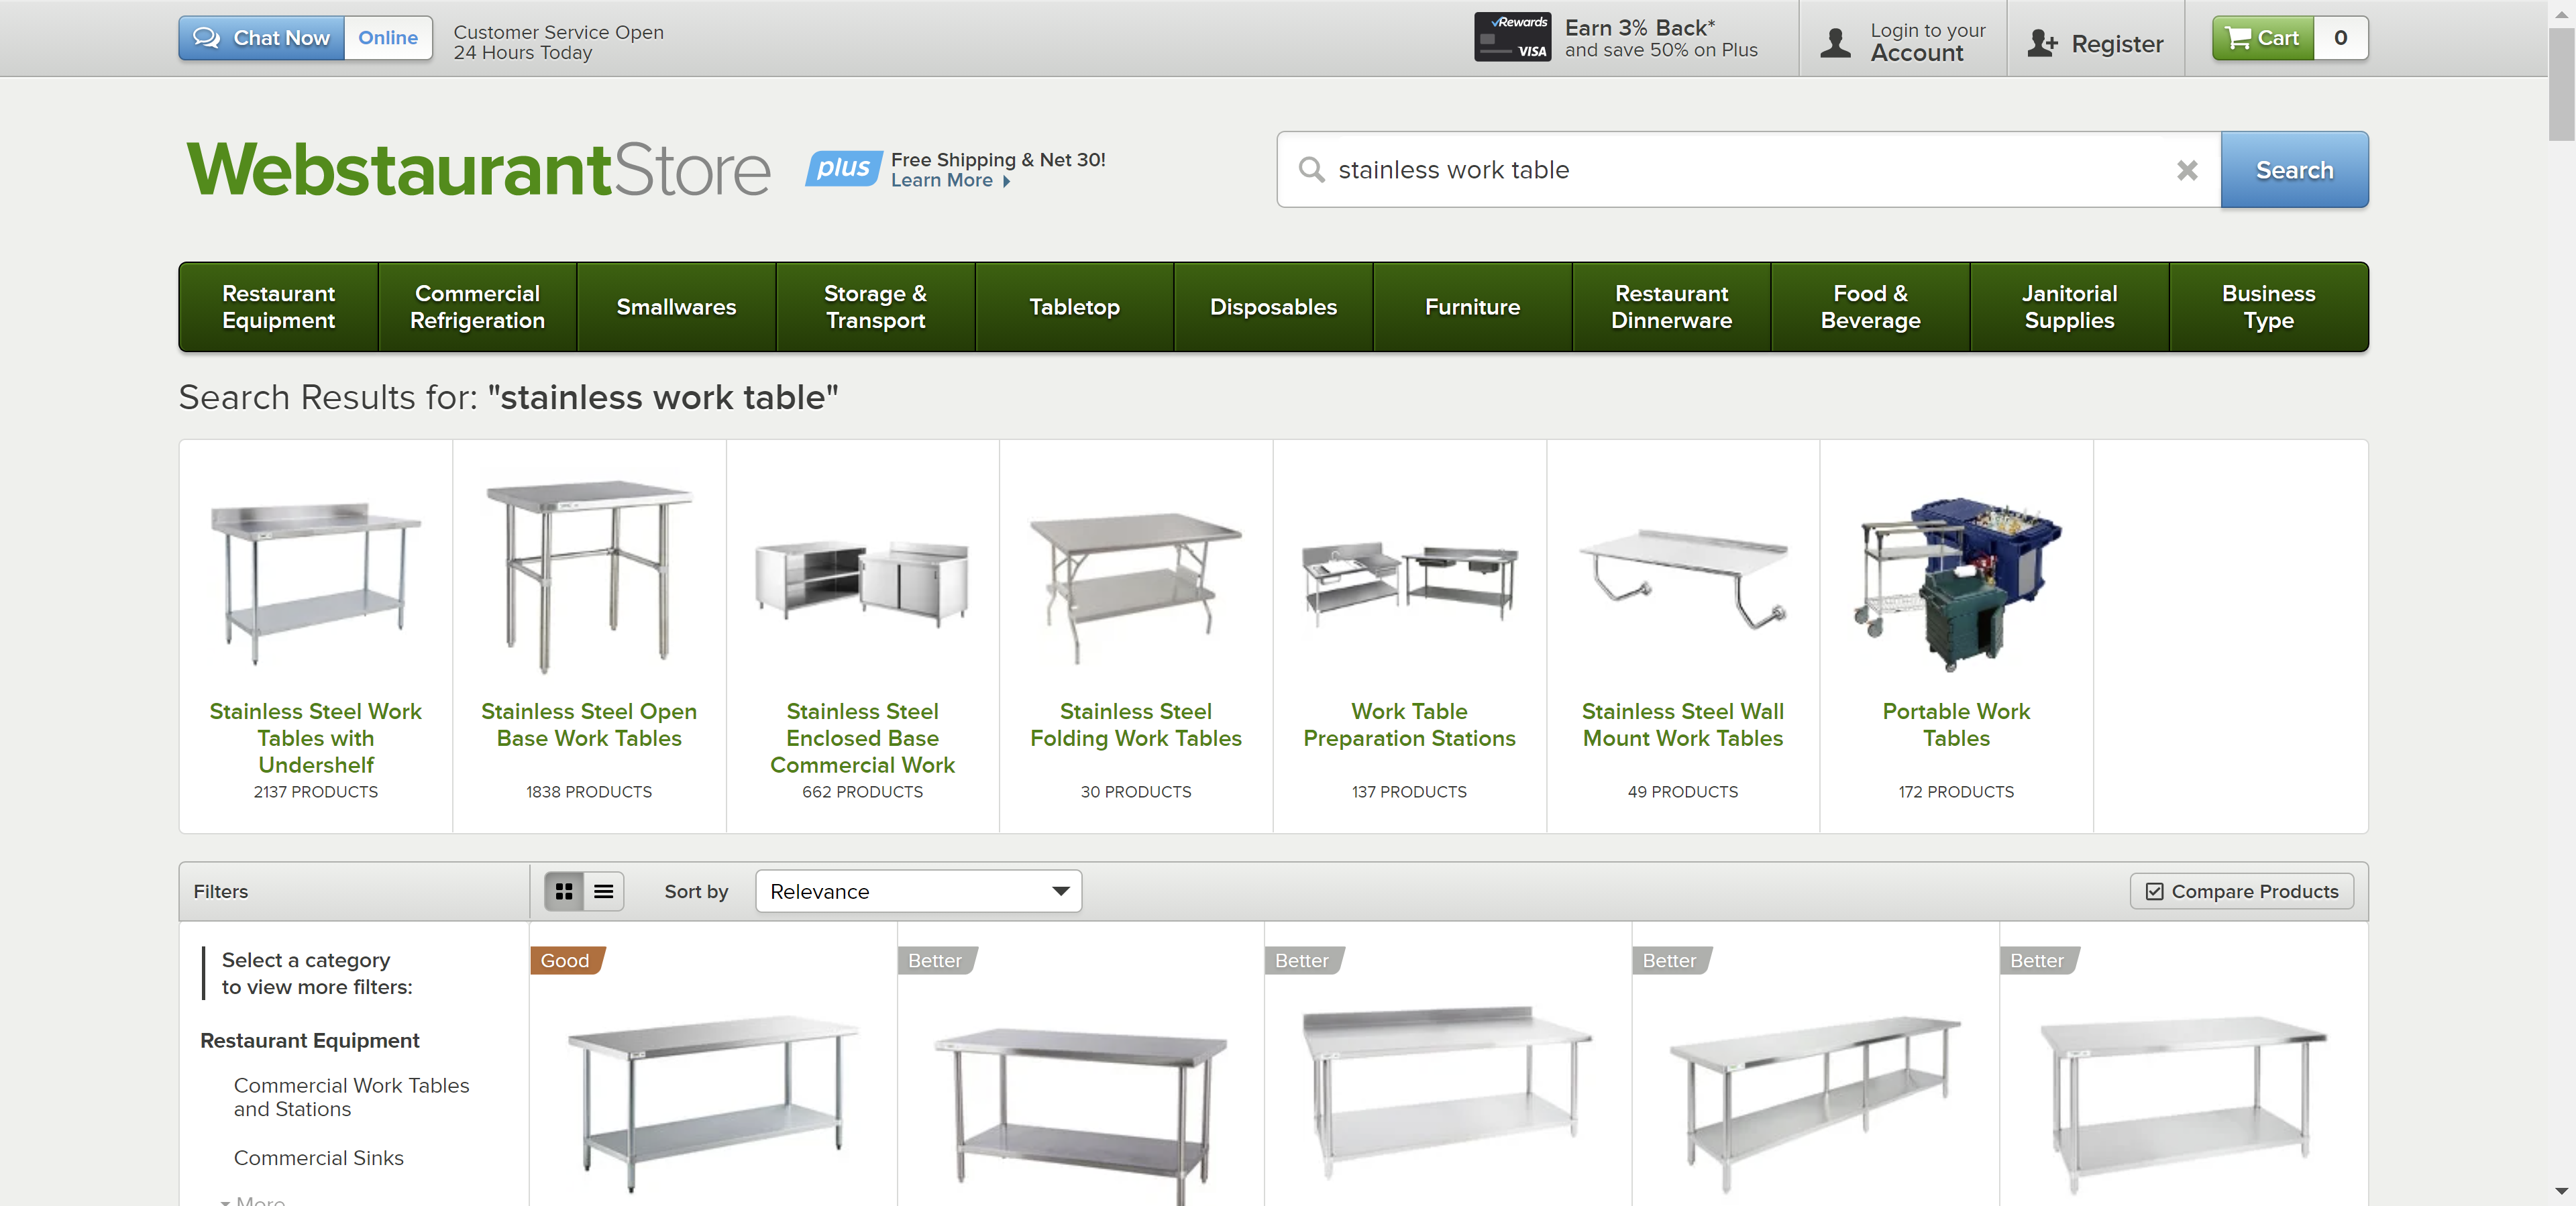 Chat Now
Online
Customer Service Open
24 Hours Today
Rewards
VISA
Earn 3% Back*
and save 50% on Plus
Login to your
Account
Register
Cart
0
WebstaurantStore
plus
Free Shipping & Net 30!
Learn More
stainless work table
Search
Restaurant
Equipment
Commercial
Refrigeration
Smallwares
Storage &
Transport
Tabletop
Disposables
Furniture
Restaurant
Dinnerware
Food &
Beverage
Janitorial
Supplies
Business
Type
Search Results for: "stainless work table"
Stainless Steel Work
Tables with
Undershelf
2137 PRODUCTS
Stainless Steel Open
Base Work Tables
1838 PRODUCTS
Stainless Steel
Enclosed Base
Commercial Work
662 PRODUCTS
Stainless Steel
Folding Work Tables
30 PRODUCTS
Work Table
Preparation Stations
137 PRODUCTS
Stainless Steel Wall
Mount Work Tables
49 PRODUCTS
Portable Work
Tables
172 PRODUCTS
Filters
Sort by
Relevance
Compare Products
Select a category
to view more filters:
Restaurant Equipment
Commercial Work Tables
and Stations
Commercial Sinks
More
Good
Better
Better
Better
Better